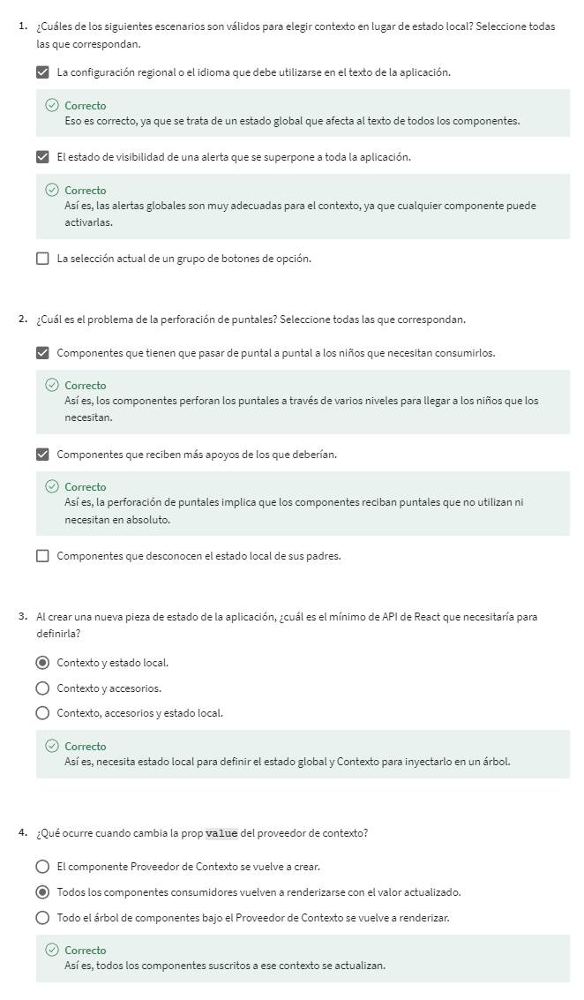 1. ¿Cuáles de los siguientes escenarios son válidos para elegir contexto en lugar de estado local? Seleccione todas
las que correspondan.
La configuración regional o el idioma que debe utilizarse en el texto de la aplicación.
Correcto
Eso es correcto, ya que se trata de un estado global que afecta al texto de todos los componentes.
El estado de visibilidad de una alerta que se superpone a toda la aplicación.
Correcto
Así es, las alertas globales son muy adecuadas para el contexto, ya que cualquier componente puede
activarlas.
La selección actual de un grupo de botones de opción.
2. ¿Cuál es el problema de la perforación de puntales? Seleccione todas las que correspondan.
Componentes que tienen que pasar de puntal a puntal a los niños que necesitan consumirlos.
Correcto
Así es, los componentes perforan los puntales a través de varios niveles para llegar a los niños que los
necesitan.
Componentes que reciben más apoyos de los que deberían.
Correcto
Así es, la perforación de puntales implica que los componentes reciban puntales que no utilizan ni
necesitan en absoluto.
Componentes que desconocen el estado local de sus padres.
3. Al crear una nueva pieza de estado de la aplicación, ¿cuál es el mínimo de API de React que necesitaría para
definirla?
Contexto y estado local.
Contexto y accesorios.
Contexto, accesorios y estado local.
Correcto
Así es, necesita estado local para definir el estado global y Contexto para inyectarlo en un árbol.
4. ¿Qué ocurre cuando cambia la prop value del proveedor de contexto?
El componente Proveedor de Contexto se vuelve a crear.
Todos los componentes consumidores vuelven a renderizarse con el valor actualizado.
Todo el árbol de componentes bajo el Proveedor de Contexto se vuelve a renderizar.
Correcto
Así es, todos los componentes suscritos a ese contexto se actualizan.